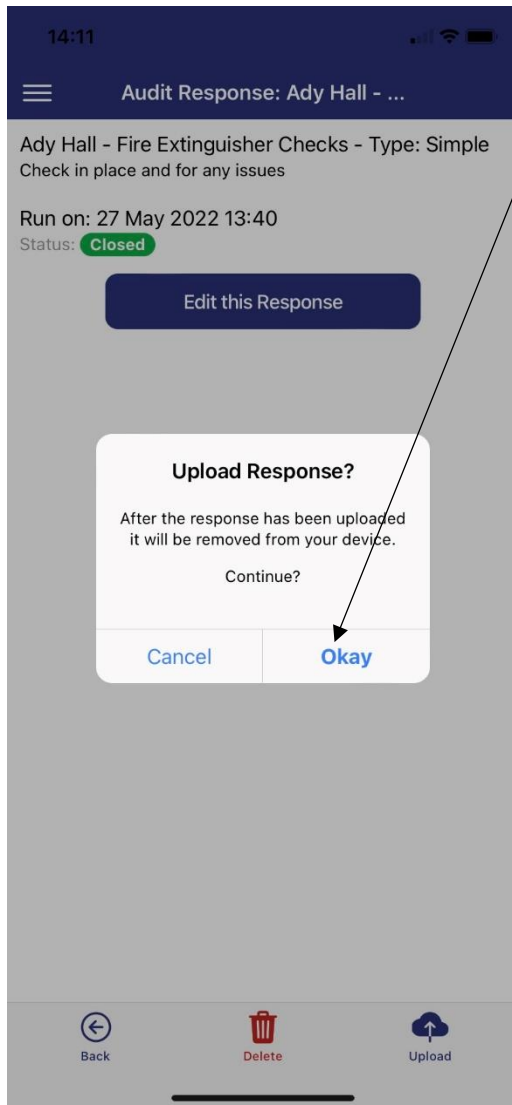 14:11
Audit Response: Ady Hall - ...
Ady Hall - Fire Extinguisher Checks - Type: Simple
Check in place and for any issues
Run on: 27 May 2022 13:40
Status: Closed
Edit this Response
Upload Response?
After the response has been uploaded
it will be removed from your device.
Continue?
Cancel Okay
Back Delete Upload